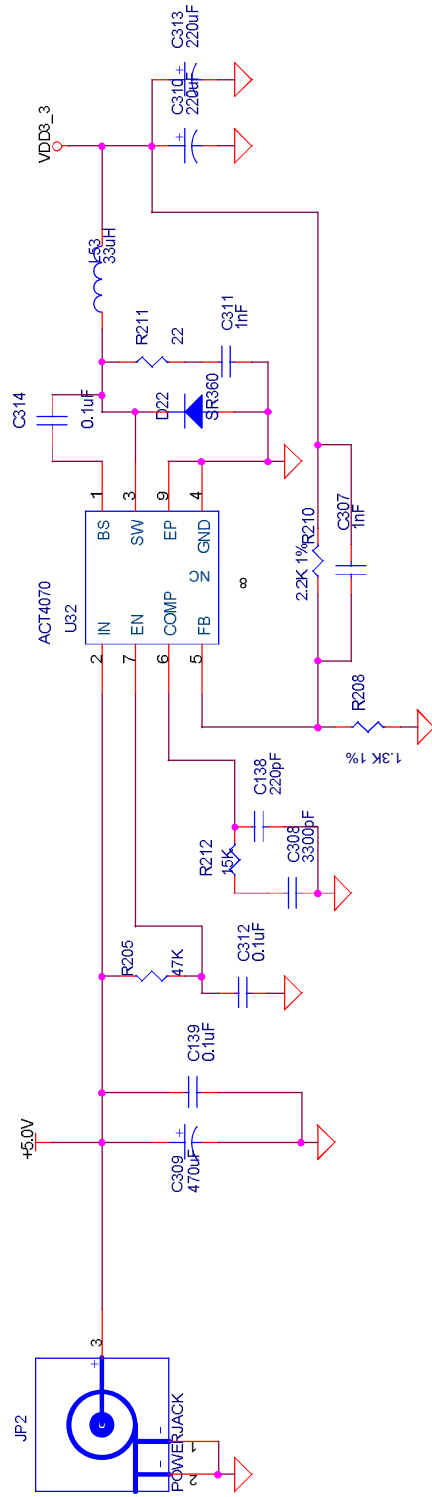 JP2
POWERJACK
3
+
-
1
-
2
+5.0V
C309
470uF
+
C139
0.1uF
R205
47K
C312
0.1uF
R212
15K
C308
3300pF
C138
220pF
ACT4070
U32
2
IN
BS
1
7
EN
SW
3
6
COMP
EP
9
5
FB
GND
4
NC
8
R208
1.3K 1%
R210
2.2K 1%
C307
1nF
C314
0.1uF
D22
SR360
R211
22
C311
1nF
L53
33uH
VDD3_3
C310
220uF
+
C313
220uF
+